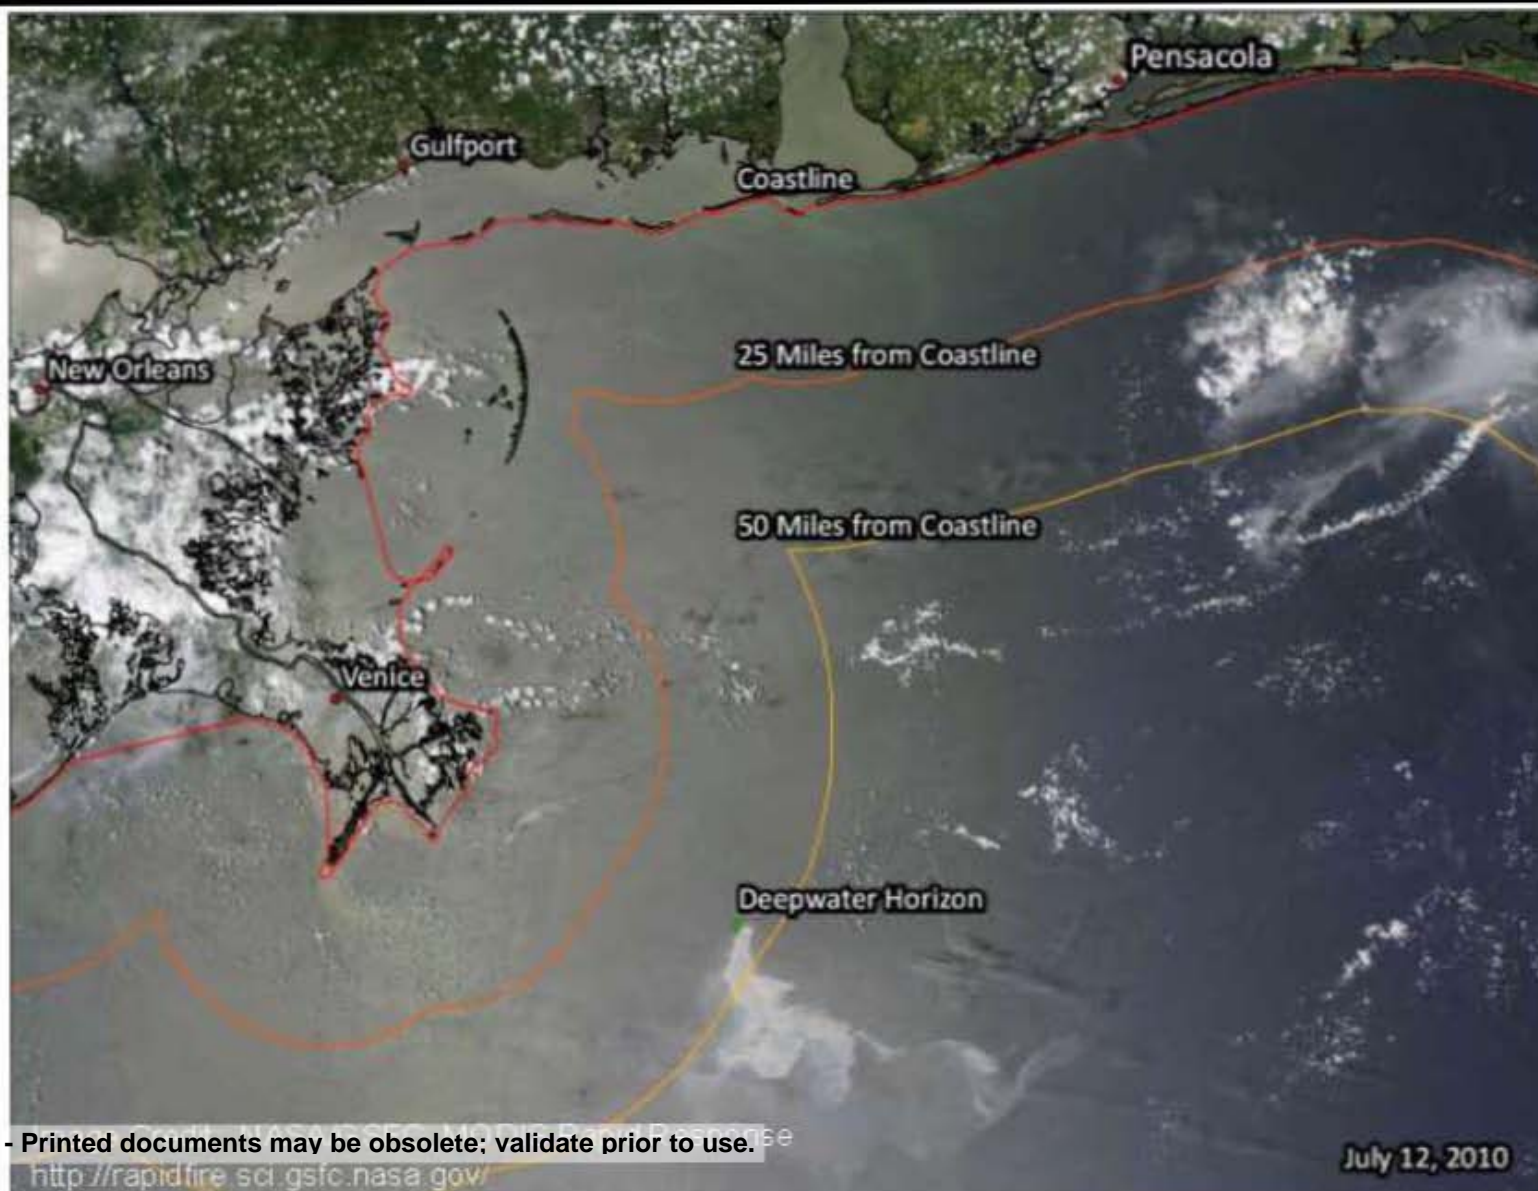 Pensacola
Gulfport
Coastline
25 Miles from Coastline
New Orleans
50 Miles from Coastline
Venice
Deepwater Horizon
- Printed documents may be obsolete; validate prior to use.
July 12, 2010
http://rapidfire.sci.gsfc.nasa.gov/